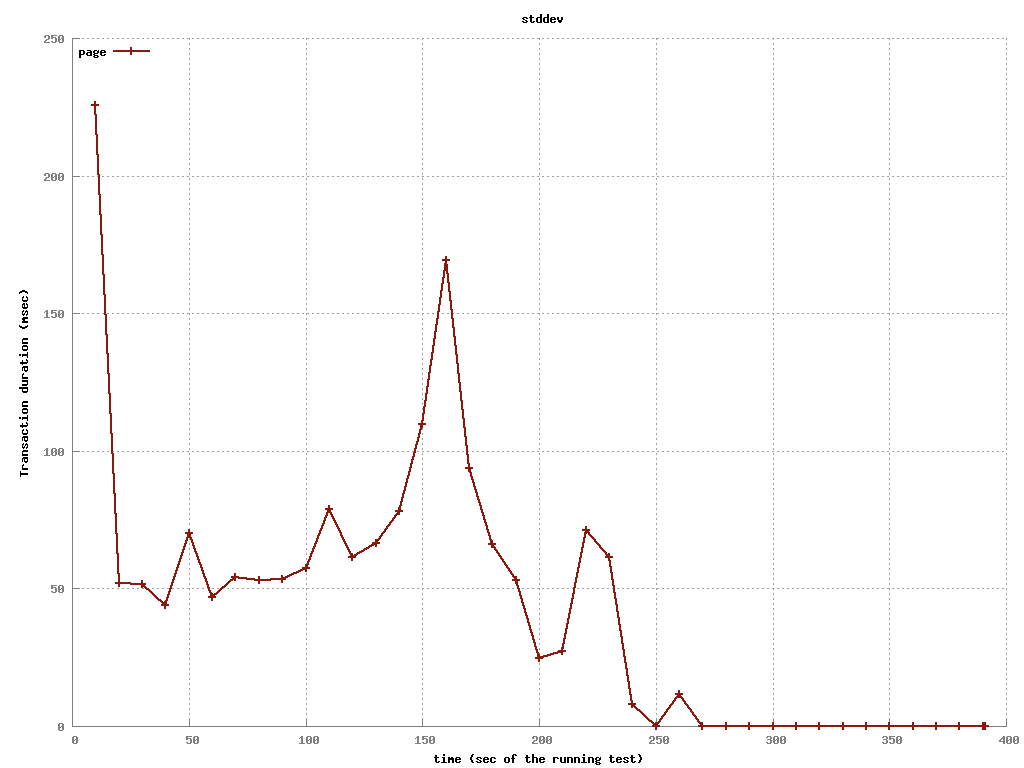 stddev
250
page
200
150
100
50
0
Transaction duration (msec)
0 50 100 150 200 250 300 350 400
time (sec of the running test)